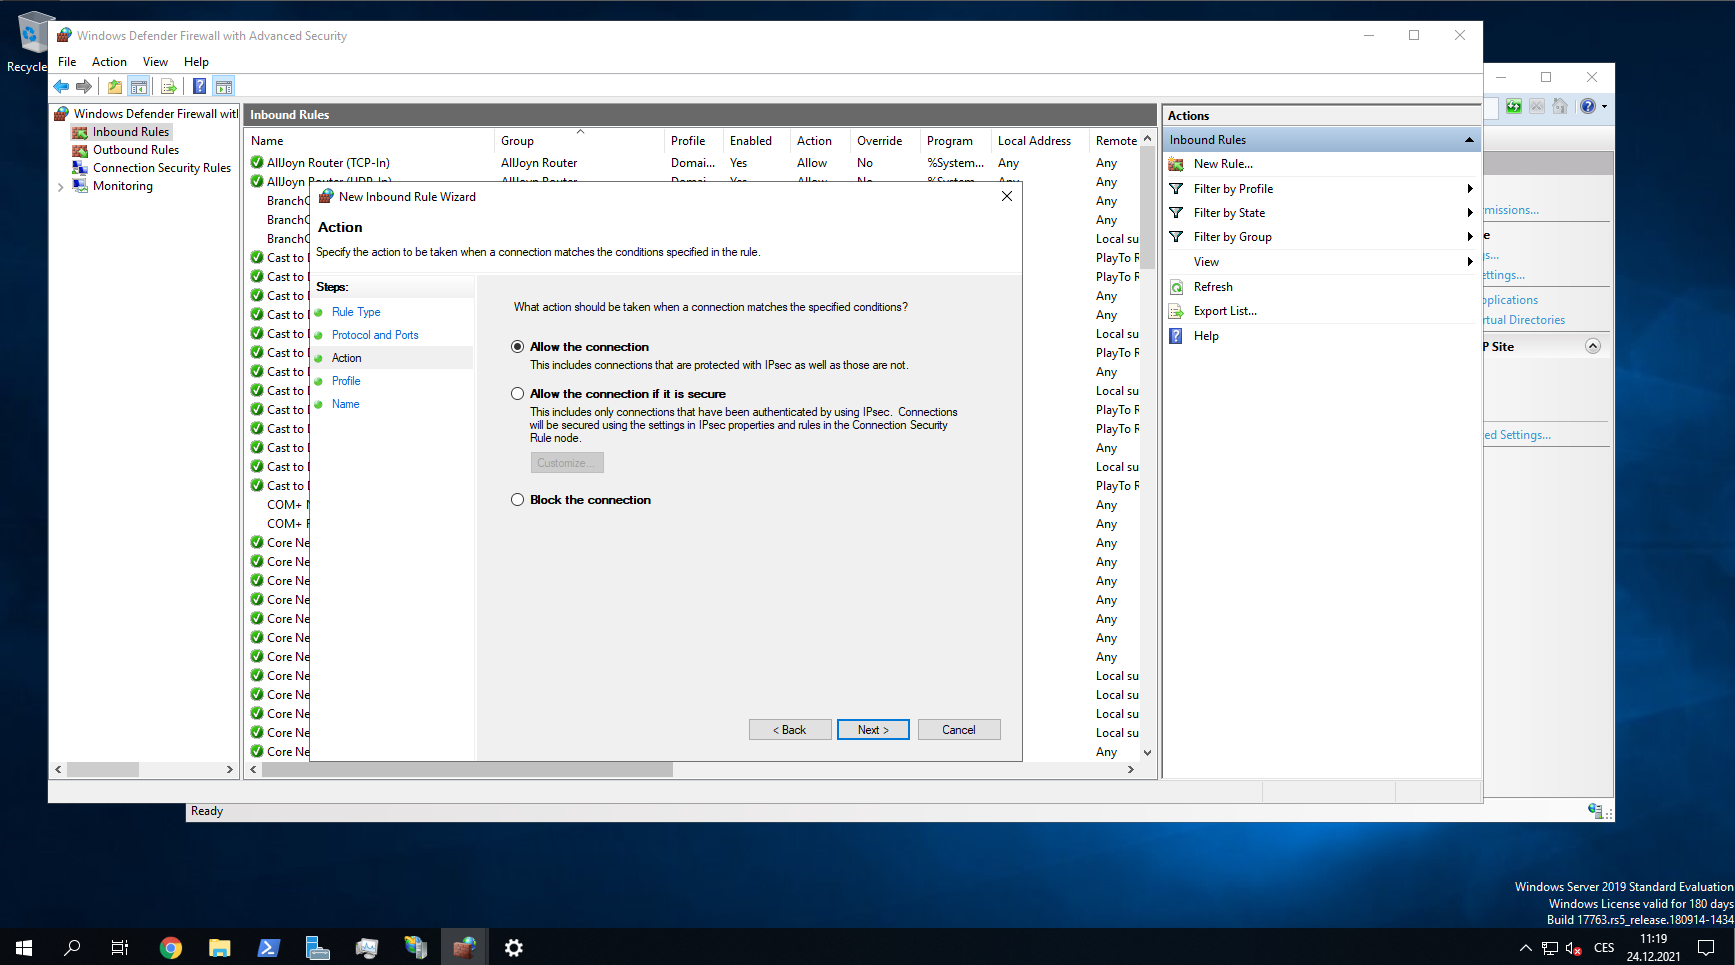 Recycle
Windows Defender Firewall with Advanced Security
File Action View Help
Windows Defender Firewall with
Inbound Rules
Outbound Rules
Connection Security Rules
Monitoring
Inbound Rules
Name Group Profile Enabled Action Override Program Local Address Remote
AllJoyn Router (TCP-In) AllJoyn Router Domai... Yes Allow No %System... Any Any
AllJoyn Router (UDP-In) AllJoyn Router Domai... Yes Allow No %System... Any Any
BranchC Any
BranchC Any
BranchC Local su
Cast to D PlayTo R
Cast to D PlayTo R
Cast to D Any
Cast to D Any
Cast to D Local su
Cast to D PlayTo R
Cast to D Any
Cast to D Local su
Cast to D PlayTo R
Cast to D PlayTo R
Cast to D Any
Cast to D Local su
Cast to D PlayTo R
COM+ N Any
COM+ R Any
Core Ne Any
Core Ne Any
Core Ne Any
Core Ne Any
Core Ne Any
Core Ne Any
Core Ne Any
Core Ne Local su
Core Ne Local su
Core Ne Local su
Core Ne Local su
Core Ne Any
New Inbound Rule Wizard
Action
Specify the action to be taken when a connection matches the conditions specified in the rule.
Steps:
Rule Type
Protocol and Ports
Action
Profile
Name
What action should be taken when a connection matches the specified conditions?
Allow the connection
This includes connections that are protected with IPsec as well as those are not.
Allow the connection if it is secure
This includes only connections that have been authenticated by using IPsec. Connections
will be secured using the settings in IPsec properties and rules in the Connection Security
Rule node.
Customize...
Block the connection
< Back Next > Cancel
Actions
Inbound Rules
New Rule...
Filter by Profile
Filter by State
Filter by Group
View
Refresh
Export List...
Help
missions...
e
s...
ettings...
pplications
rtual Directories
P Site
ed Settings...
Ready
Windows Server 2019 Standard Evaluation
Windows License valid for 180 days
Build 17763.rs5_release.180914-1434
CES
11:19
24.12.2021